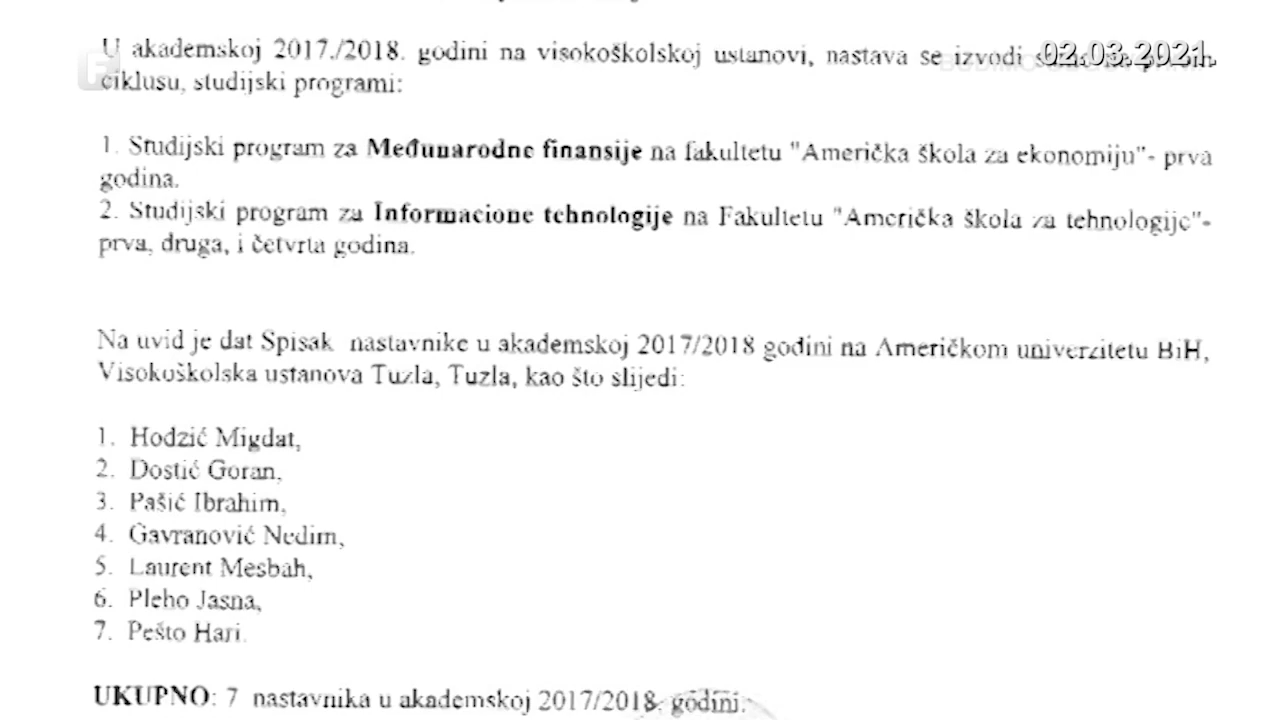 U akademskoj 2017./2018. godini na visokoškolskoj ustanovi, nastava se izvodi
02.03.2021.
ciklusu, studijski programi:
1. Studijski program za Međunarodne finansije na fakultetu "Američka škola za ekonomiju"- prva
godina.
2. Studijski program za Informacione tehnologije na Fakultetu "Američka škola za tehnologije"-
prva, druga, i četvrta godina.
Na uvid je dat Spisak nastavnike u akademskoj 2017/2018 godini na Američkom univerzitetu BiH,
Visokoškolska ustanova Tuzla, Tuzla, kao što slijedi:
1. Hodzić Migdat,
2. Dostić Goran,
3. Pašić Ibrahim,
4. Gavranović Nedim,
5. Laurent Mesbah,
6. Pleho Jasna,
7. Pešto Hari.
UKUPNO: 7 nastavnika u akademskoj 2017/2018. godini.